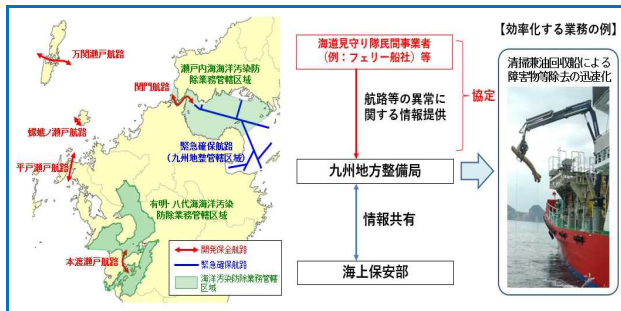 万関瀬戸航路
瀬戸内海海洋汚染防
除業務管轄区域
関門航路
緊急確保航路
(九州地整管轄区域)
平戸瀬戸航路
有明・八代海海洋汚染
防除業務管轄区域
本渡瀬戸航路
開発保全航路
緊急確保航路
海洋汚染防除業務管轄
区域
海道見守り隊民間事業者
(例：フェリー船社)等
航路等の異常に
関する情報提供
協定
九州地方整備局
情報共有
海上保安部
【効率化する業務の例】
清掃兼油回収船による
障害物等除去の迅速化